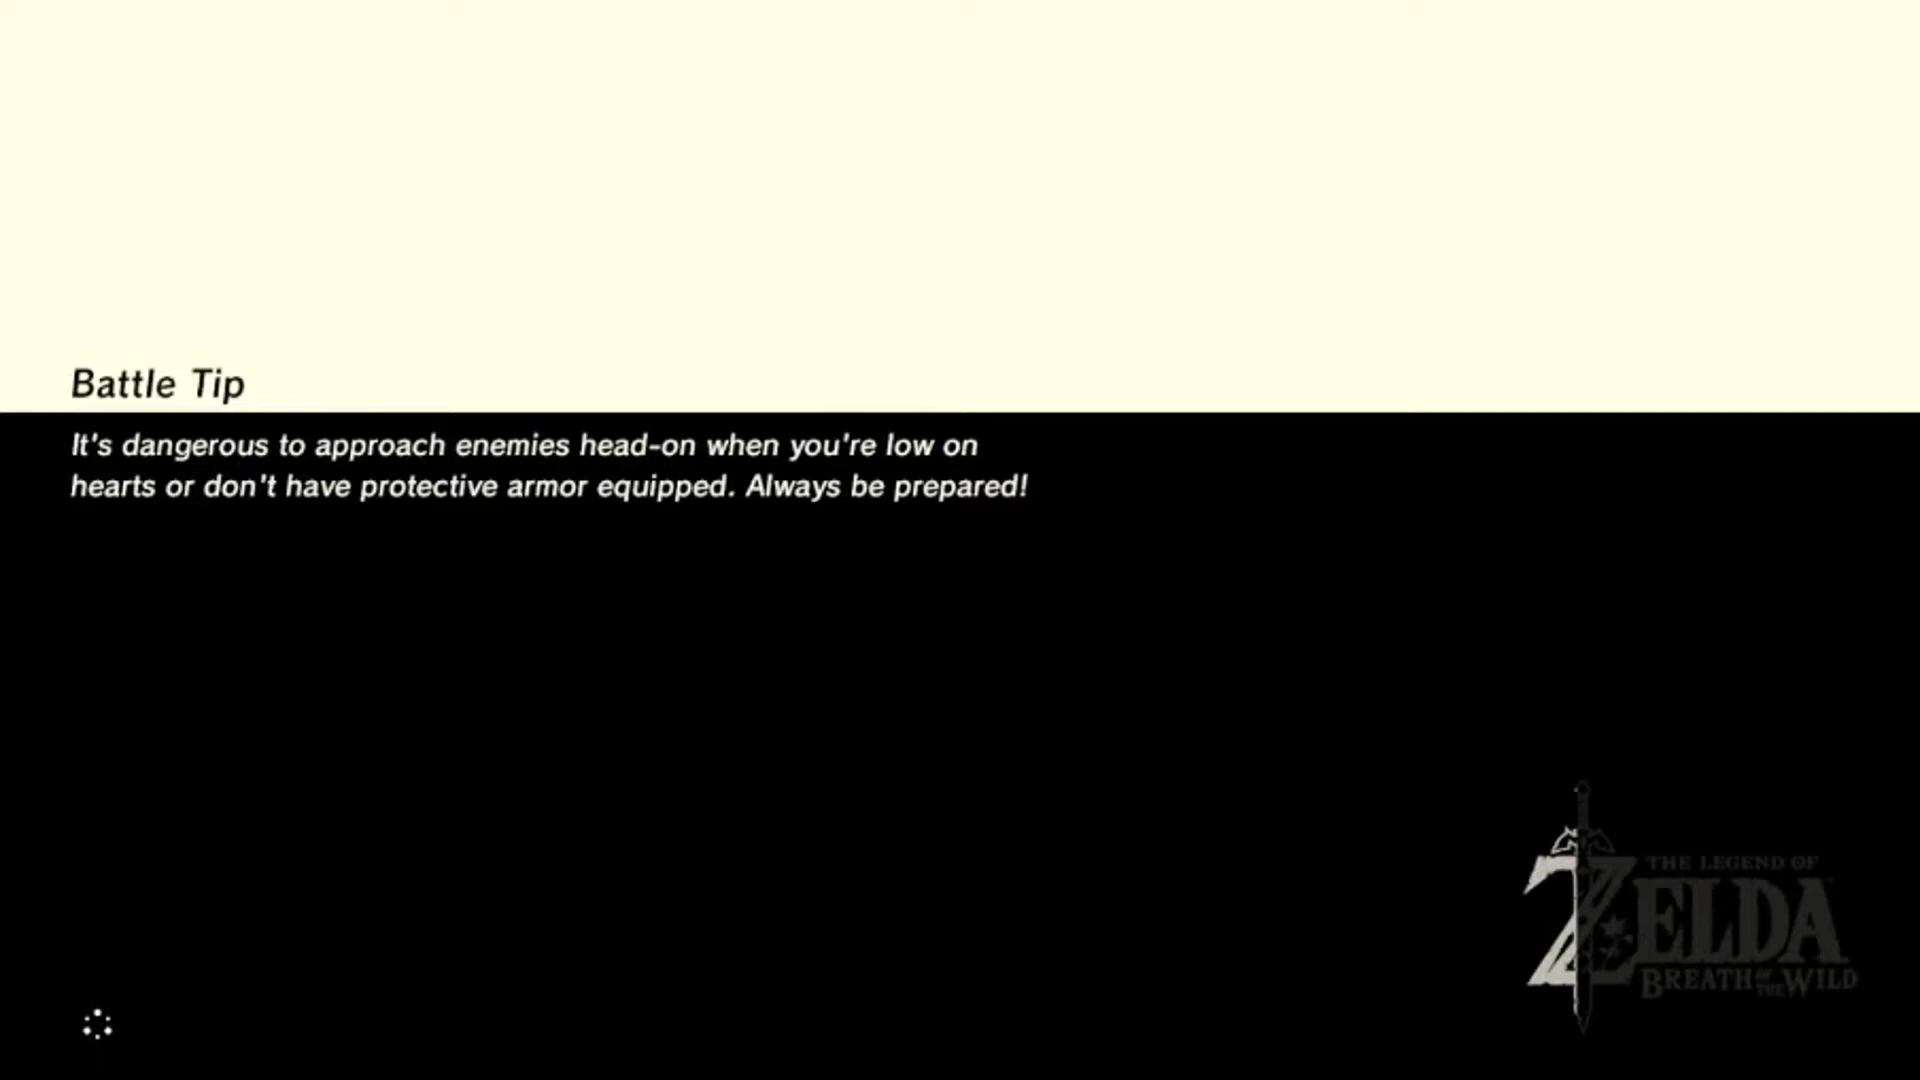 Battle Tip
It's dangerous to approach enemies head-on when you're low on
hearts or don't have protective armor equipped. Always be prepared!
THE LEGEND OF
ZELDA
BREATH OF THE WILD